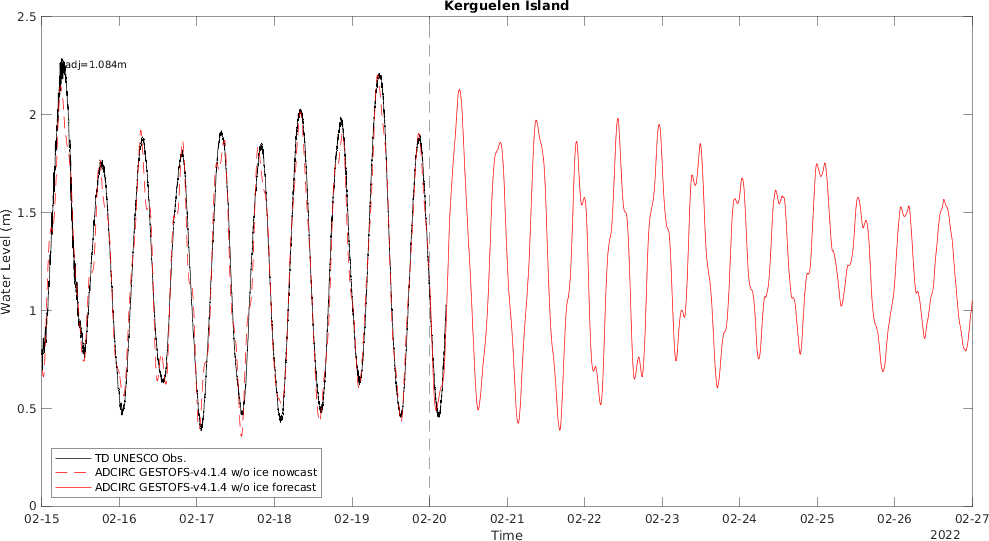 Kerguelen Island
2.5
2
1.5
1
0.5
0
Water Level (m)
adj=1.084m
TD UNESCO Obs.
ADCIRC GESTOFS-v4.1.4 w/o ice nowcast
ADCIRC GESTOFS-v4.1.4 w/o ice forecast
02-15 02-16 02-17 02-18 02-19 02-20 02-21 02-22 02-23 02-24 02-25 02-26 02-27
Time
2022